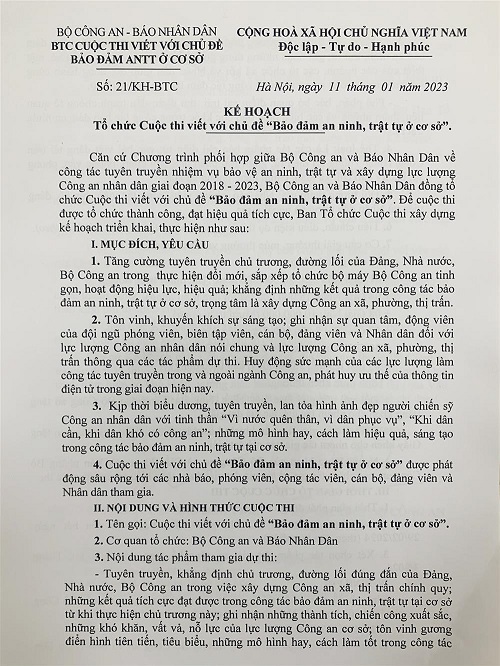 BỘ CÔNG AN - BÁO NHÂN DÂN
BTC CUỘC THI VIẾT VỚI CHỦ ĐỀ
BẢO ĐẢM ANTT Ở CƠ SỞ
CỘNG HOÀ XÃ HỘI CHỦ NGHĨA VIỆT NAM
Độc lập - Tự do - Hạnh phúc
Số: 21/KH-BTC
Hà Nội, ngày 11 tháng 01 năm 2023
KẾ HOẠCH
Tổ chức Cuộc thi viết với chủ đề “Bảo đảm an ninh, trật tự ở cơ sở”.
Căn cứ Chương trình phối hợp giữa Bộ Công an và Báo Nhân Dân về
công tác tuyên truyền nhiệm vụ bảo vệ an ninh, trật tự và xây dựng lực lượng
Công an nhân dân giai đoạn 2018 - 2023, Bộ Công an và Báo Nhân Dân đồng tổ
chức Cuộc thi viết với chủ đề “Bảo đảm an ninh, trật tự ở cơ sở”. Để cuộc thi
được tổ chức thành công, đạt hiệu quả tích cực, Ban Tổ chức Cuộc thi xây dựng
kế hoạch triển khai, thực hiện như sau:
I. MỤC ĐÍCH, YÊU CẦU
1. Tăng cường tuyên truyền chủ trương, đường lối của Đảng, Nhà nước,
Bộ Công an trong thực hiện đổi mới, sắp xếp tổ chức bộ máy Bộ Công an tinh
gọn, hoạt động hiệu lực, hiệu quả; khẳng định những kết quả trong công tác bảo
đảm an ninh, trật tự ở cơ sở, trọng tâm là xây dựng Công an xã, phường, thị trấn.
2. Tôn vinh, khuyến khích sự sáng tạo; ghi nhận sự quan tâm, động viên
của đội ngũ phóng viên, biên tập viên, cán bộ, đảng viên và Nhân dân đối với
lực lượng Công an nhân dân nói chung và lực lượng Công an xã, phường, thị
trấn thông qua các tác phẩm dự thi. Huy động sức mạnh của các lực lượng làm
công tác tuyên truyền trong và ngoài ngành Công an, phát huy ưu thế của thông tin
điện tử trong giai đoạn hiện nay.
3. Kịp thời biểu dương, tuyên truyền, lan tỏa hình ảnh đẹp người chiến sỹ
Công an nhân dân với tinh thần “Vì nước quên thân, vì dân phục vụ”, “Khi dân
cần, khi dân khó có công an”; những mô hình hay, cách làm hiệu quả, sáng tạo
trong công tác bảo đảm an ninh, trật tự tại cơ sở.
4. Cuộc thi viết với chủ đề “Bảo đảm an ninh, trật tự ở cơ sở” được phát
động sâu rộng tới các nhà báo, phóng viên, cộng tác viên, cán bộ, đảng viên và
Nhân dân tham gia.
II. NỘI DUNG VÀ HÌNH THỨC CUỘC THI
1. Tên gọi: Cuộc thi viết với chủ đề “Bảo đảm an ninh, trật tự ở cơ sở”.
2. Cơ quan tổ chức: Bộ Công an và Báo Nhân Dân
3. Nội dung tác phẩm tham gia dự thi:
- Tuyên truyền, khẳng định chủ trương, đường lối đúng đắn của Đảng,
Nhà nước, Bộ Công an trong việc xây dựng Công an xã, thị trấn chính quy;
những kết quả tích cực đạt được trong công tác bảo đảm an ninh, trật tự tại cơ sở
từ khi thực hiện chủ trương này; ghi nhận những thành tích, chiến công xuất sắc,
những khó khăn, vất vả, nỗ lực của lực lượng Công an cơ sở; tôn vinh gương
điển hình tiên tiến, tiêu biểu, những mô hình hay, cách làm tốt trong công tác